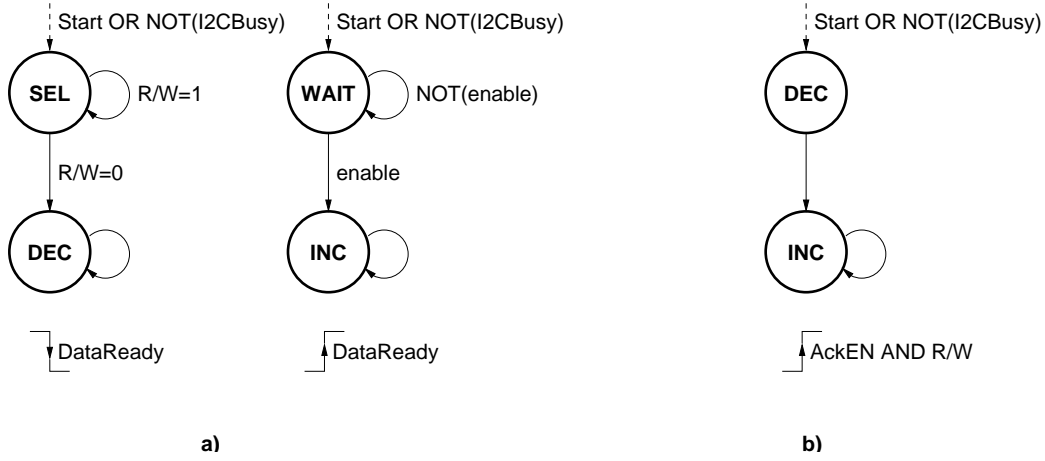 Start OR NOT(I2CBusy)
SEL
R/W=1
R/W=0
DEC
DataReady
Start OR NOT(I2CBusy)
WAIT
NOT(enable)
enable
INC
DataReady
a)
Start OR NOT(I2CBusy)
DEC
INC
AckEN AND R/W
b)